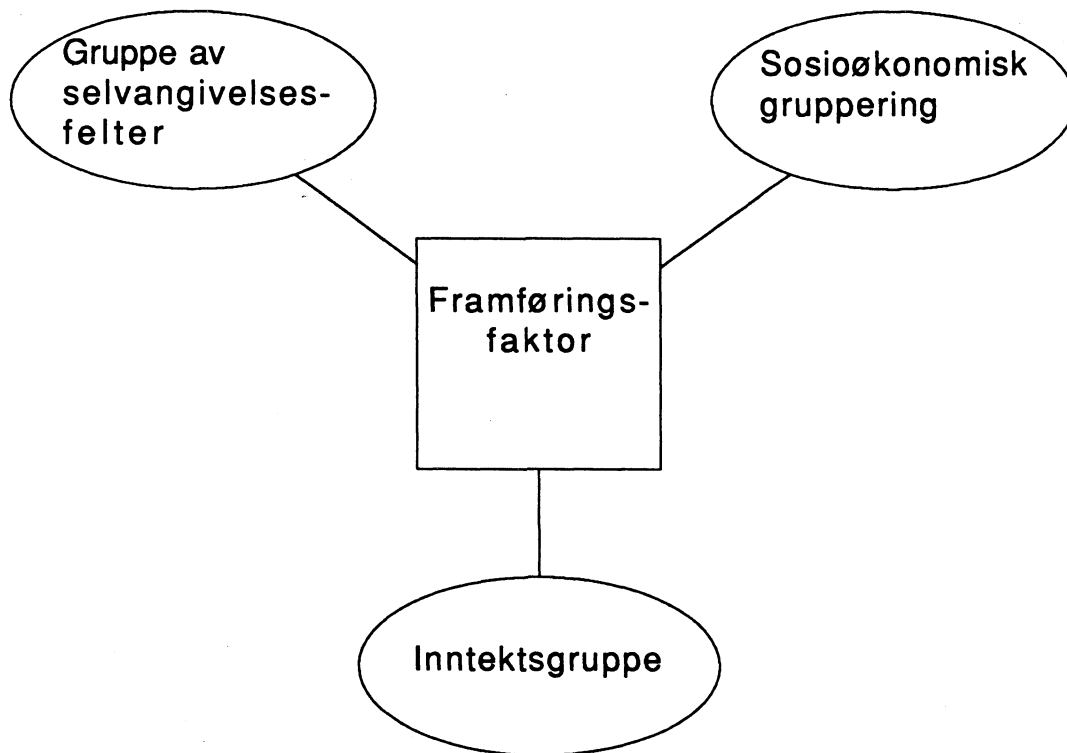 Gruppe av
selvangivelses-
felter
Sosioøkonomisk
gruppering
Framførings-
faktor
Inntektsgruppe